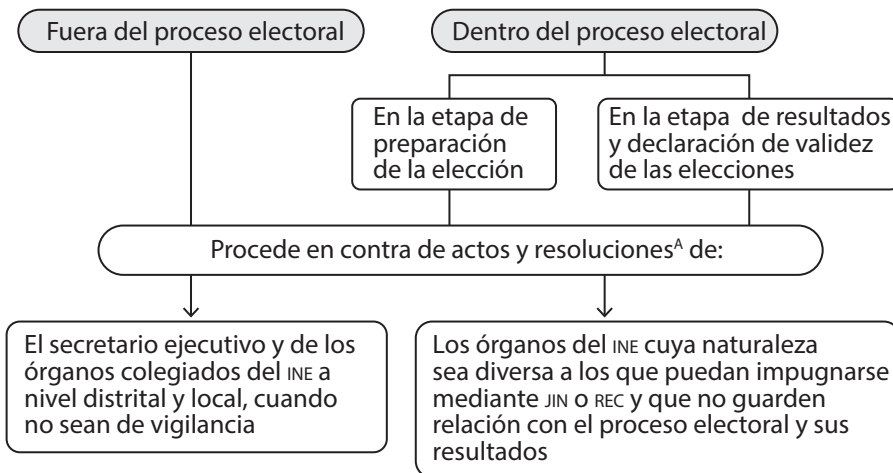 Fuera del proceso electoral
Dentro del proceso electoral
En la etapa de
preparación
de la elección
En la etapa de resultados
y declaración de validez
de las elecciones
Procede en contra de actos y resolucionesᴬ de:
El secretario ejecutivo y de los
órganos colegiados del INE a
nivel distrital y local, cuando
no sean de vigilancia
Los órganos del INE cuya naturaleza
sea diversa a los que puedan impugnarse
mediante JIN o REC y que no guarden
relación con el proceso electoral y sus
resultados